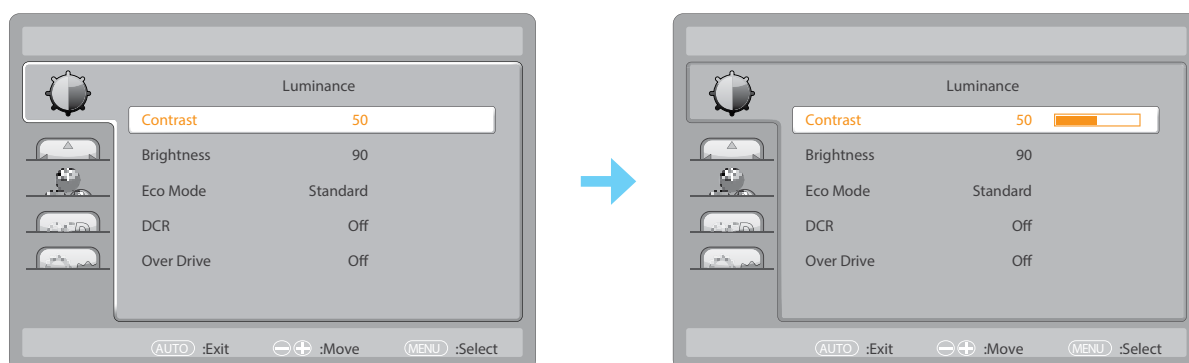 Luminance
Contrast 50
Brightness 90
Eco Mode Standard
DCR Off
Over Drive Off
AUTO :Exit :Move MENU :Select
Luminance
Contrast 50
Brightness 90
Eco Mode Standard
DCR Off
Over Drive Off
AUTO :Exit :Move MENU :Select